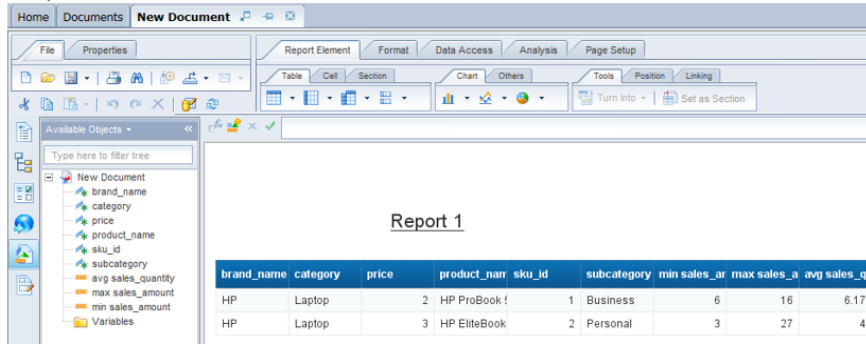 Home Documents New Document
File Properties Report Element Format Data Access Analysis Page Setup
Table Cell Section Chart Others Tools Position Linking
Turn Into Set as Section
Available Objects
Type here to filter tree
New Document
brand_name
category
price
product_name
sku_id
subcategory
avg sales_quantity
max sales_amount
min sales_amount
Variables
Report 1
brand_name category price product_nam sku_id subcategory min sales_ar max sales_a avg sales_q
HP Laptop 2 HP ProBook 1 Business 6 16 6.17
HP Laptop 3 HP EliteBook 2 Personal 3 27 4